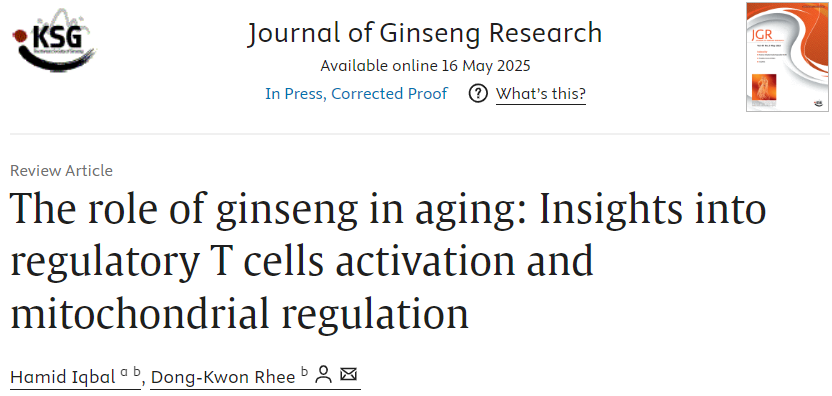 KSG
Journal of Ginseng Research
Available online 16 May 2025
In Press, Corrected Proof ? What's this?
JGR
Review Article
The role of ginseng in aging: Insights into
regulatory T cells activation and
mitochondrial regulation
Hamid Iqbal a b, Dong-Kwon Rhee b